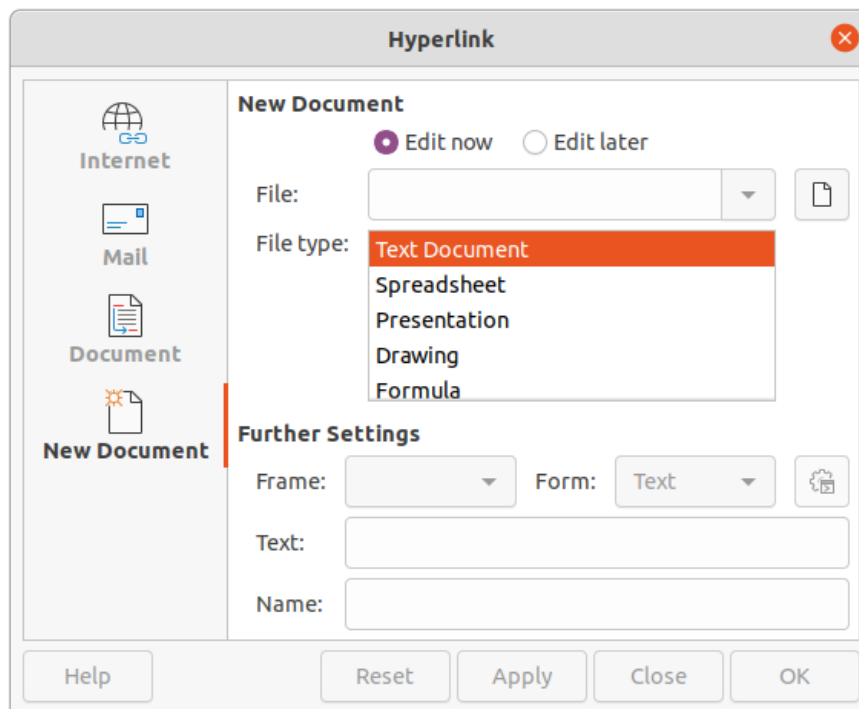 Hyperlink
Internet
Mail
Document
New Document
New Document
Edit now Edit later
File:
File type: Text Document
Spreadsheet
Presentation
Drawing
Formula
Further Settings
Frame: Form: Text
Text:
Name:
Help Reset Apply Close OK